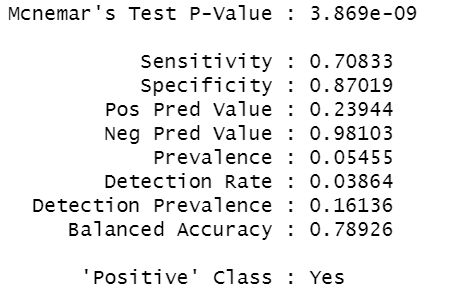 Mcnemar's Test P-Value : 3.869e-09
Sensitivity : 0.70833
Specificity : 0.87019
Pos Pred Value : 0.23944
Neg Pred Value : 0.98103
Prevalence : 0.05455
Detection Rate : 0.03864
Detection Prevalence : 0.16136
Balanced Accuracy : 0.78926
'Positive' Class : Yes